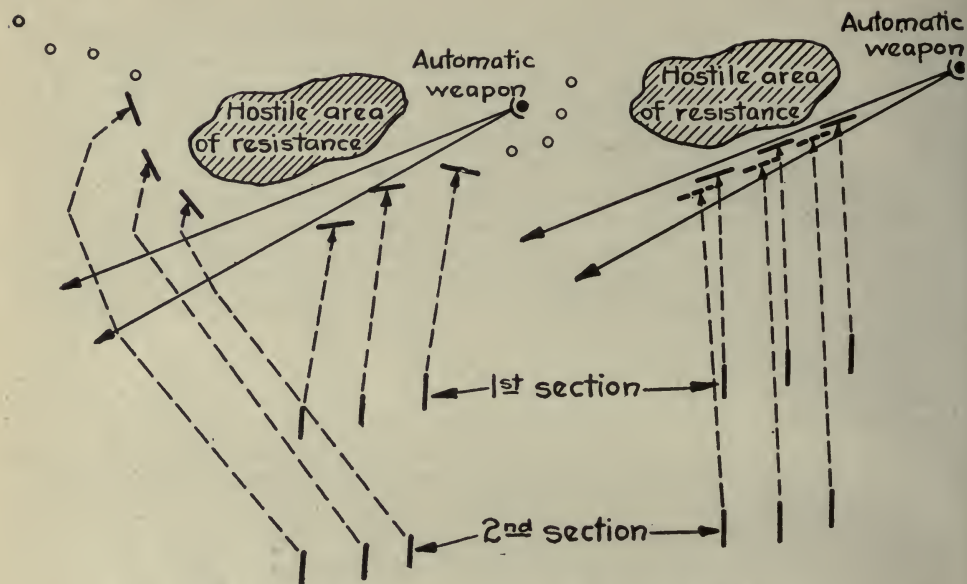 Automatic
weapon
Hostile area
of resistance
Automatic
weapon
Hostile area
of resistance
1st section
2nd section